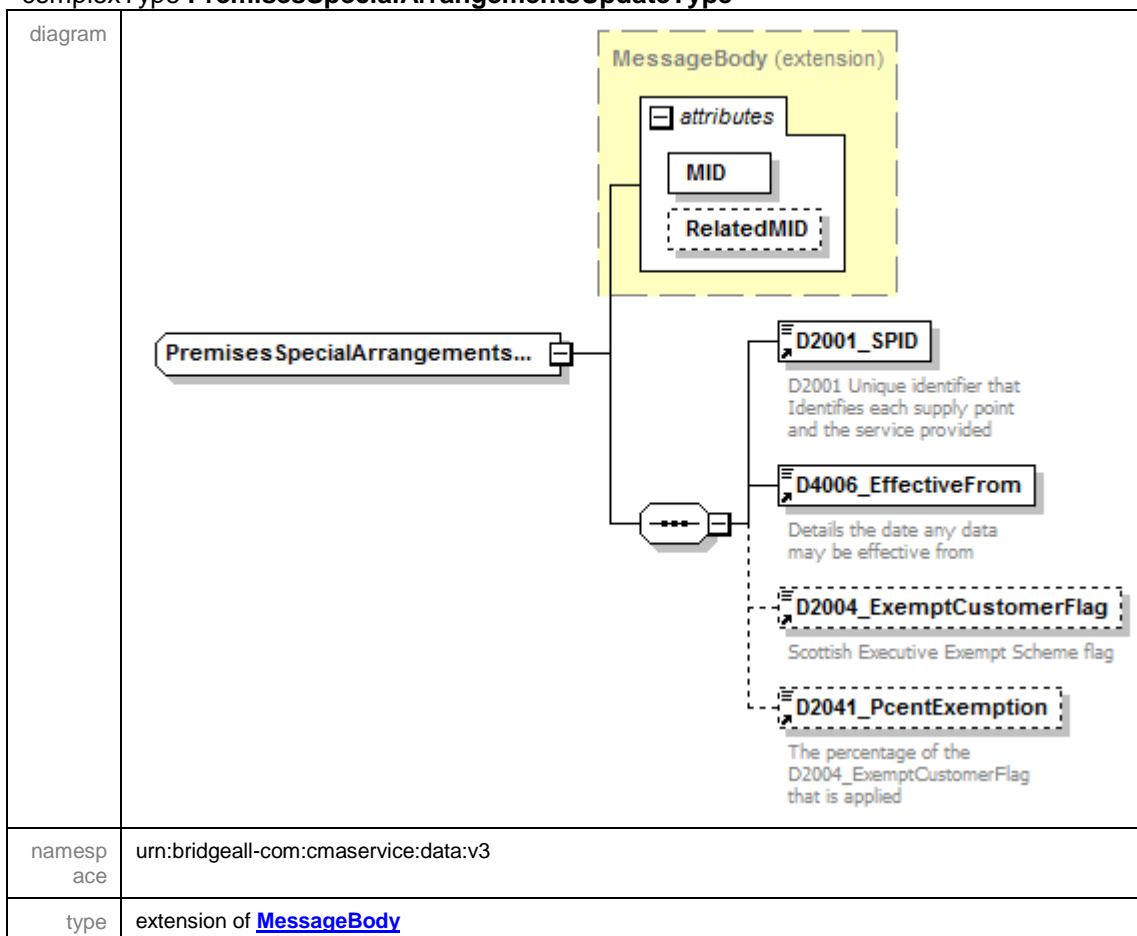 complexType PremisesSpecialArrangementsUpdateType
diagram
MessageBody (extension)
attributes
MID
RelatedMID
PremisesSpecialArrangements...
D2001_SPID
D2001 Unique identifier that
Identifies each supply point
and the service provided
D4006_EffectiveFrom
Details the date any data
may be effective from
D2004_ExemptCustomerFlag
Scottish Executive Exempt Scheme flag
D2041_PcentExemption
The percentage of the
D2004_ExemptCustomerFlag
that is applied
namesp
ace
urn:bridgeall-com:cmaservice:data:v3
type
extension of MessageBody